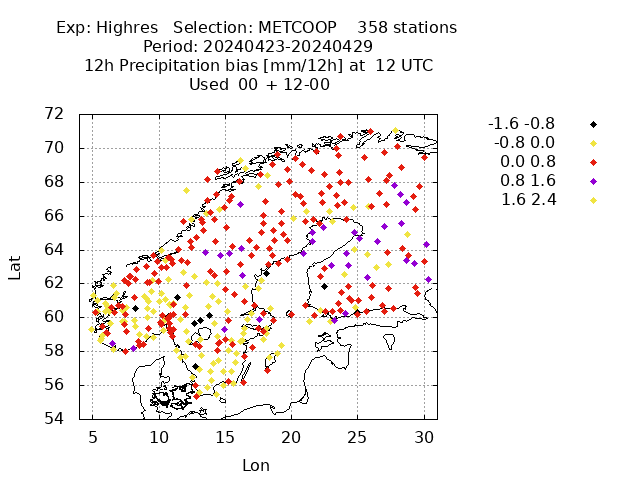 Exp: Highres   Selection: METCOOP    358 stations
Period: 20240423-20240429
12h Precipitation bias [mm/12h] at  12 UTC
Used  00  + 12-00
-1.6 -0.8
-0.8 0.0
0.0 0.8
0.8 1.6
1.6 2.4
72
70
68
66
64
62
60
58
56
54
Lat
5 10 15 20 25 30
Lon